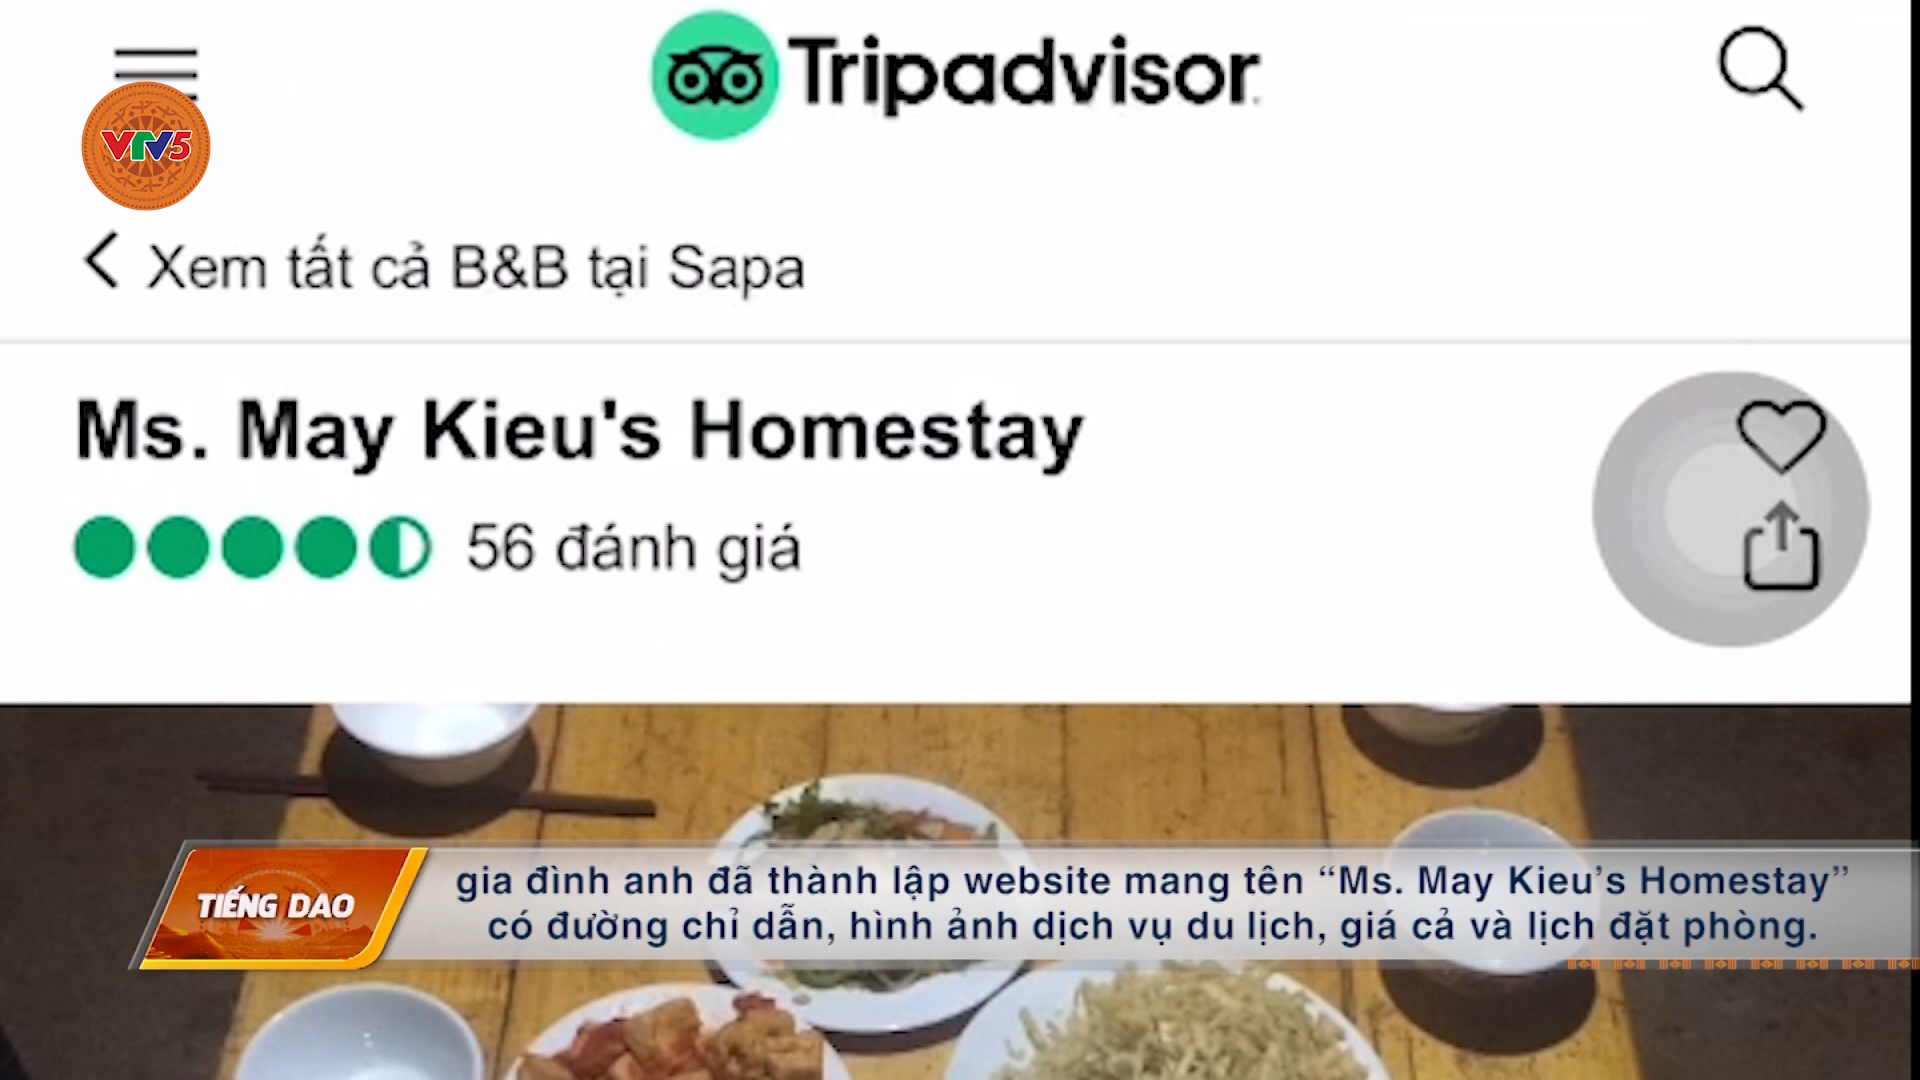 Tripadvisor
VTV5
Xem tất cả B&B tại Sapa
Ms. May Kieu's Homestay
56 đánh giá
TIẾNG DAO
gia đình anh đã thành lập website mang tên “Ms. May Kieu’s Homestay”
có đường chỉ dẫn, hình ảnh dịch vụ du lịch, giá cả và lịch đặt phòng.